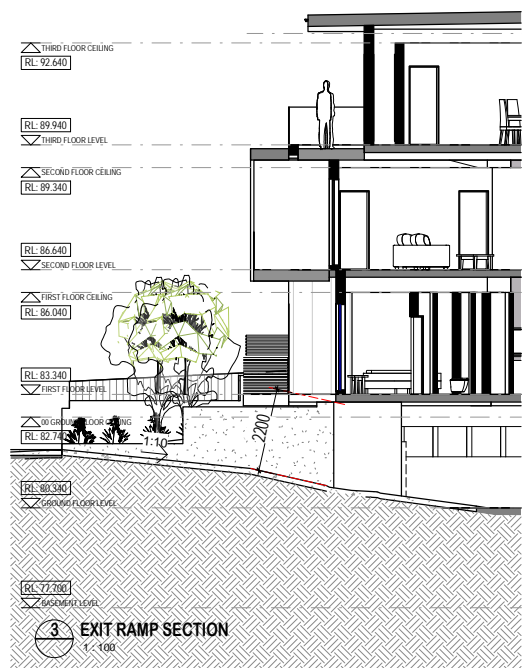 THIRD FLOOR CEILING
RL: 92.640
RL: 89.940
THIRD FLOOR LEVEL
SECOND FLOOR CEILING
RL: 89.340
RL: 86.640
SECOND FLOOR LEVEL
FIRST FLOOR CEILING
RL: 86.040
RL: 83.340
FIRST FLOOR LEVEL
00 GROUND FLOOR CEILING
RL: 82.740
1:10
2200
RL: 80.340
GROUND FLOOR LEVEL
RL: 77.700
BASEMENT LEVEL
3 EXIT RAMP SECTION
1 : 100